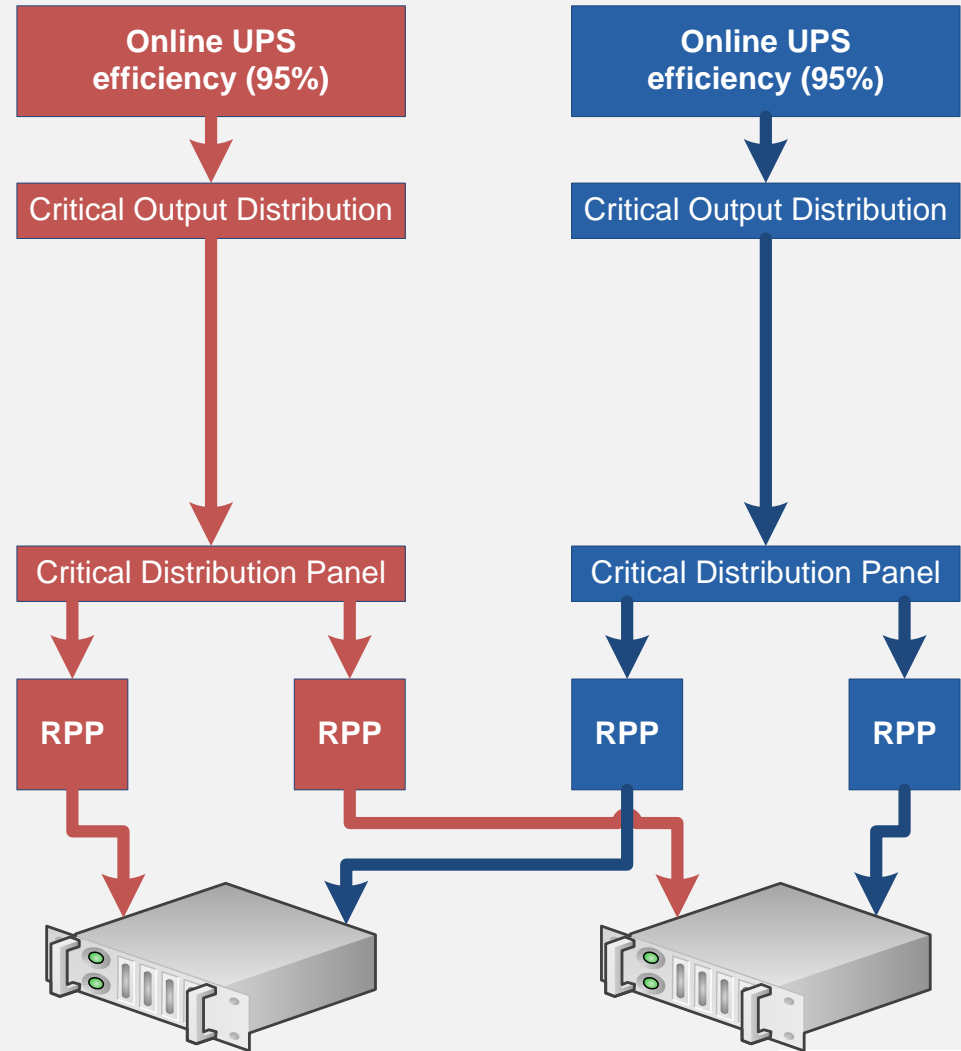 Online UPS
efficiency (95%)
Online UPS
efficiency (95%)
Critical Output Distribution
Critical Output Distribution
Critical Distribution Panel
Critical Distribution Panel
RPP
RPP
RPP
RPP